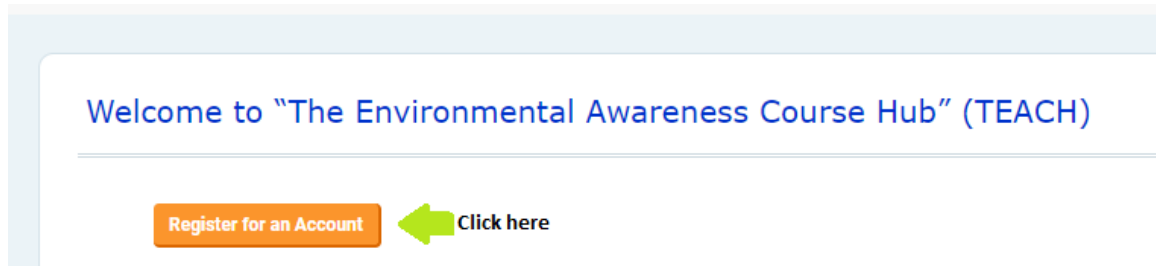 Welcome to “The Environmental Awareness Course Hub” (TEACH)
Register for an Account Click here